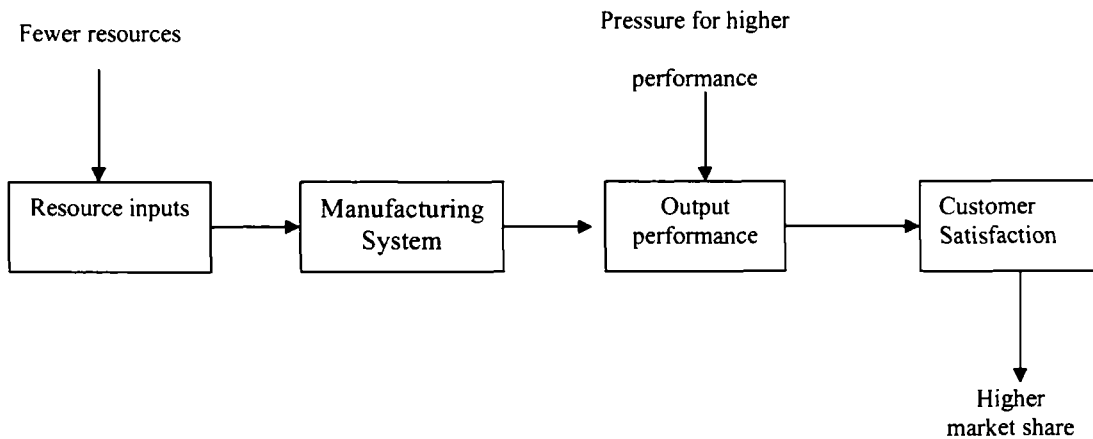 Fewer resources
Pressure for higher
performance
Resource inputs
Manufacturing
System
Output
performance
Customer
Satisfaction
Higher
market share